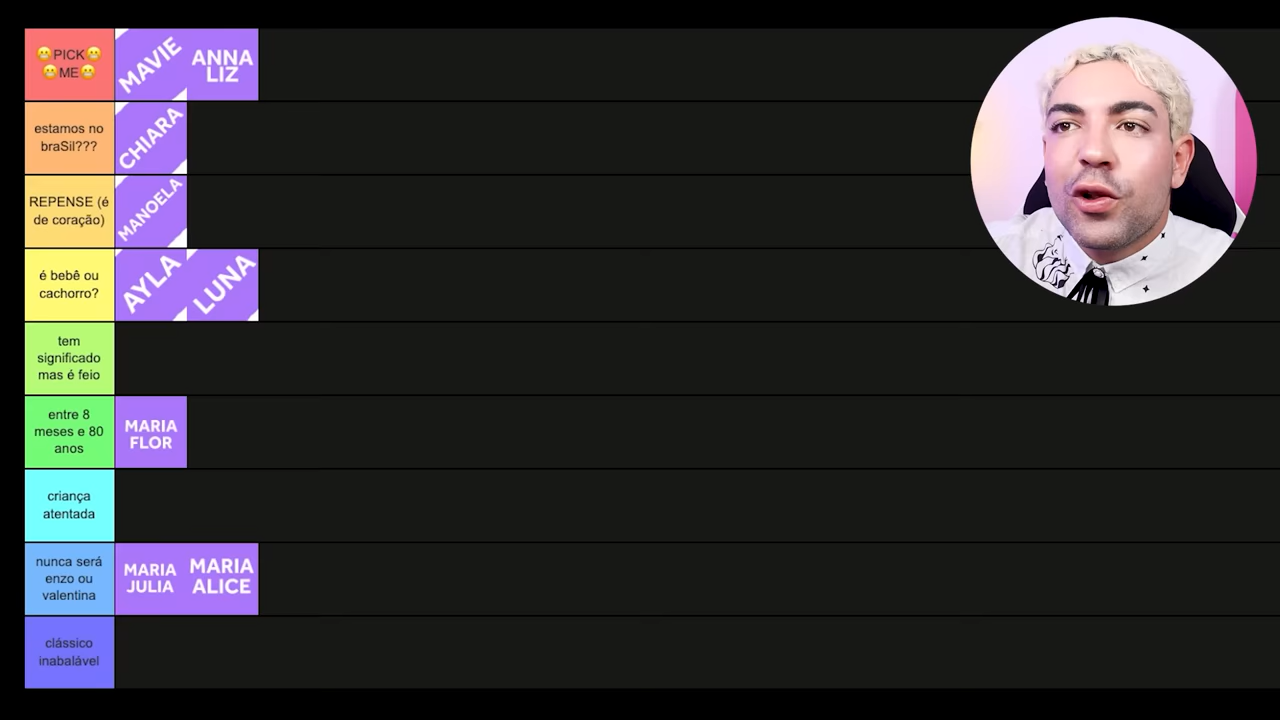 😬PICK😬
😬ME😬
MAVIE
ANNA
LIZ
estamos no
braSil???
CHIARA
REPENSE (é
de coração)
MANOELA
é bebê ou
cachorro?
AYLA
LUNA
tem
significado
mas é feio
entre 8
meses e 80
anos
MARIA
FLOR
criança
atentada
nunca será
enzo ou
valentina
MARIA
JULIA
MARIA
ALICE
clássico
inabalável